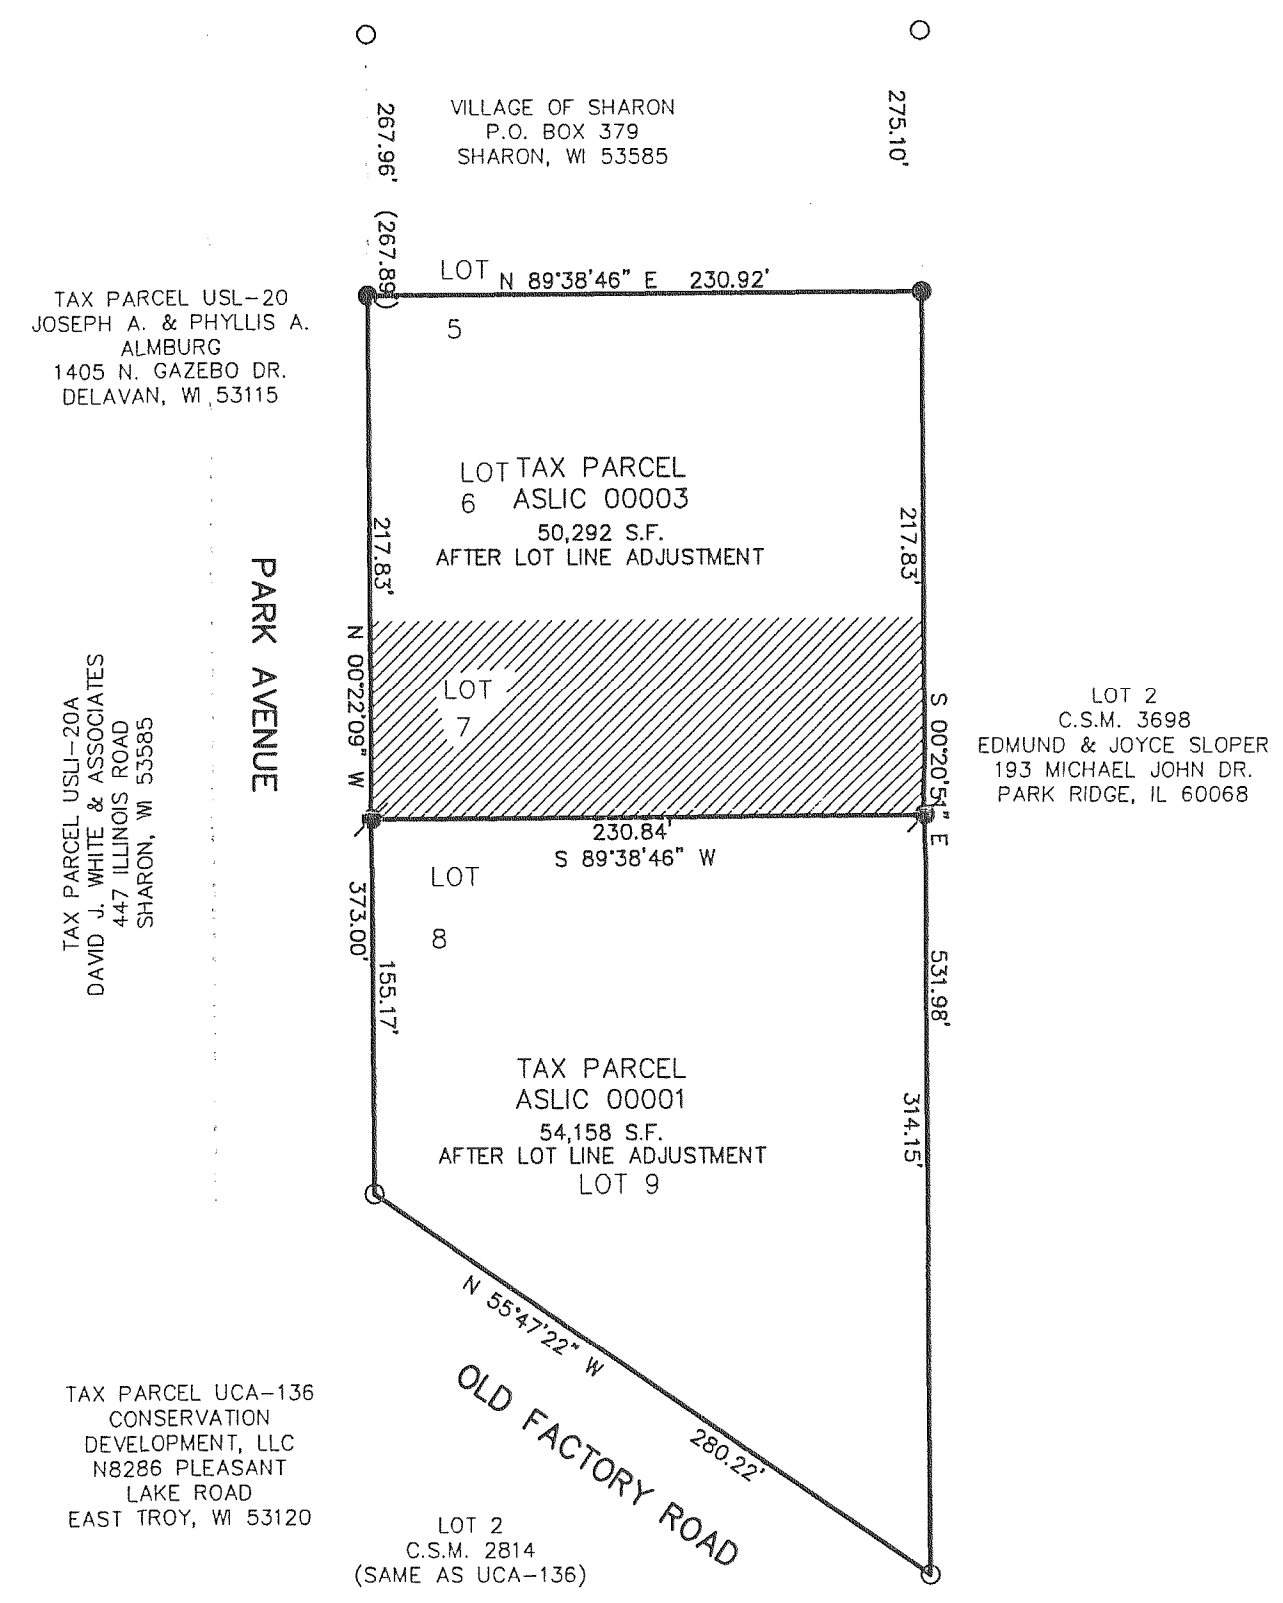 VILLAGE OF SHARON
P.O. BOX 379
SHARON, WI 53585
267.96' (267.89')
275.10'
LOT
5
N 89°38'46" E 230.92'
TAX PARCEL USL-20
JOSEPH A. & PHYLLIS A.
ALMBURG
1405 N. GAZEBO DR.
DELAVAN, WI 53115
LOT
6
TAX PARCEL
ASLIC 00003
50,292 S.F.
AFTER LOT LINE ADJUSTMENT
217.83'
217.83'
PARK AVENUE
N 00°22'09" W
LOT
7
S 00°20'51" E
TAX PARCEL USLI-20A
DAVID J. WHITE & ASSOCIATES
447 ILLINOIS ROAD
SHARON, WI 53585
LOT 2
C.S.M. 3698
EDMUND & JOYCE SLOPER
193 MICHAEL JOHN DR.
PARK RIDGE, IL 60068
230.84'
S 89°38'46" W
LOT
8
373.00'
155.17'
531.98'
TAX PARCEL
ASLIC 00001
54,158 S.F.
AFTER LOT LINE ADJUSTMENT
LOT 9
314.15'
N 55°47'22" W
280.22'
OLD FACTORY ROAD
TAX PARCEL UCA-136
CONSERVATION
DEVELOPMENT, LLC
N8286 PLEASANT
LAKE ROAD
EAST TROY, WI 53120
LOT 2
C.S.M. 2814
(SAME AS UCA-136)